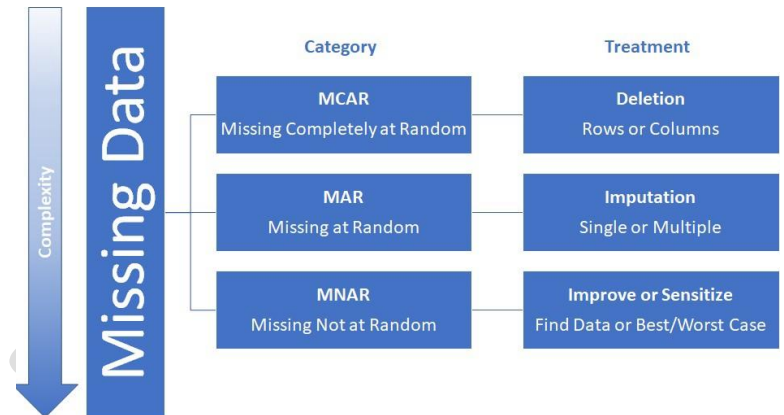 Complexity
Missing Data
Category
Treatment
MCAR
Missing Completely at Random
Deletion
Rows or Columns
MAR
Missing at Random
Imputation
Single or Multiple
MNAR
Missing Not at Random
Improve or Sensitize
Find Data or Best/Worst Case